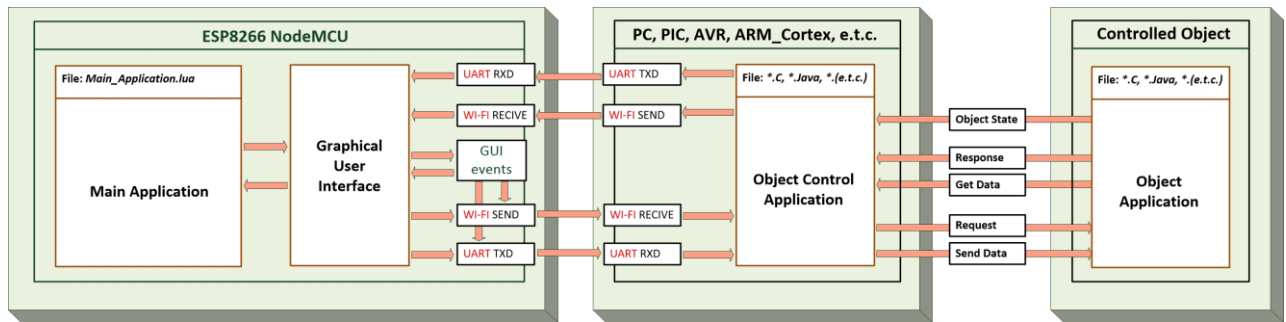 ESP8266 NodeMCU
File: Main_Application.lua
Main Application
Graphical
User
Interface
UART RXD
WI-FI RECIVE
GUI
events
WI-FI SEND
UART TXD
PC, PIC, AVR, ARM_Cortex, e.t.c.
UART TXD
WI-FI SEND
WI-FI RECIVE
UART RXD
File: *.C, *.Java, *.(e.t.c.)
Object Control
Application
Object State
Response
Get Data
Request
Send Data
Controlled Object
File: *.C, *.Java, *.(e.t.c.)
Object
Application